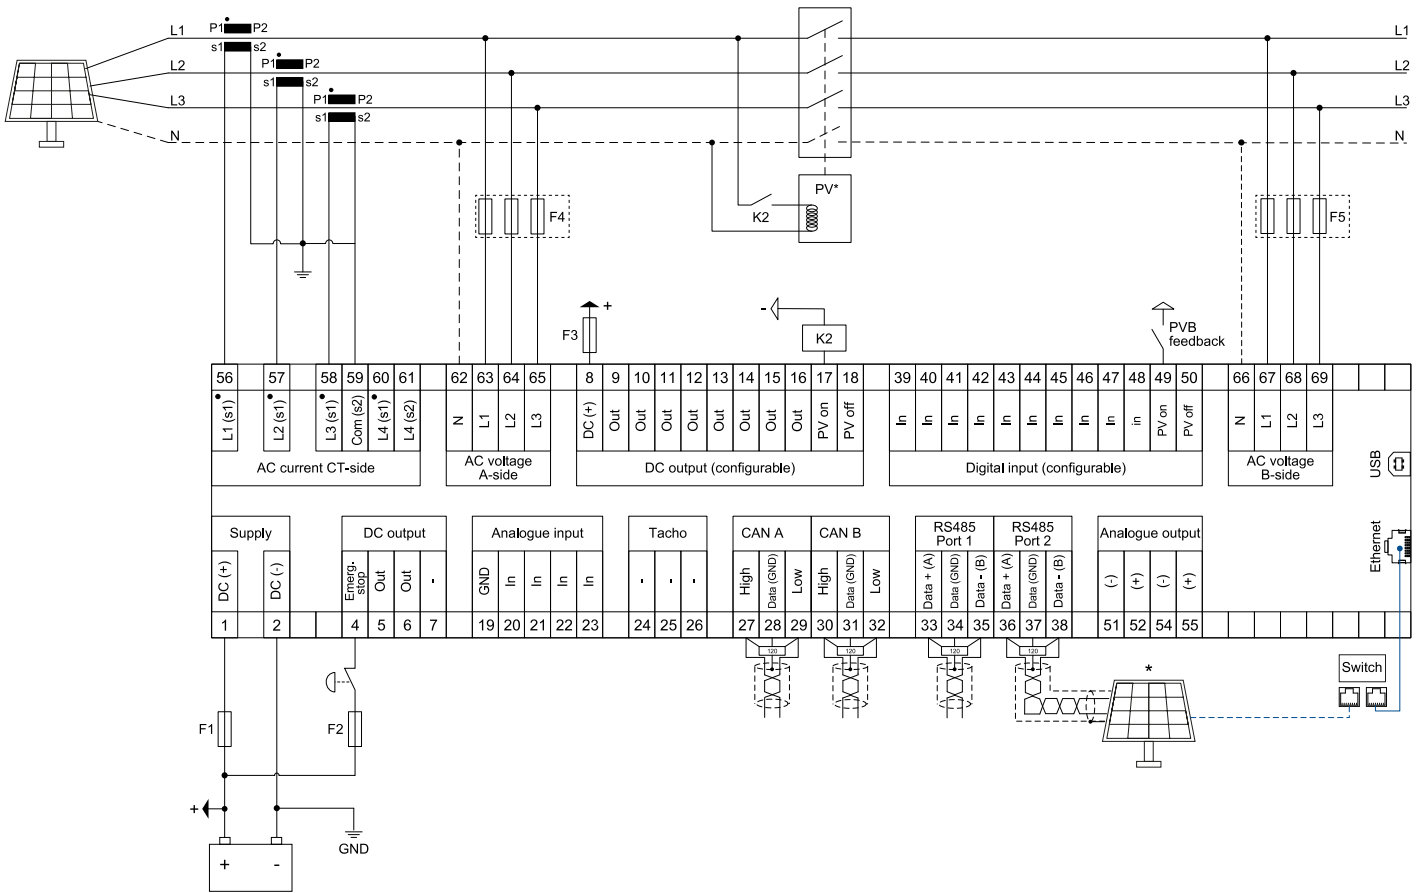 L1 P1 P2 L1
s1 s2
L2 P1 P2 L2
s1 s2
L3 P1 P2 L3
s1 s2
N N
PV*
K2
F4 F5
F3 + - K2 PVB
feedback
56 57 58 59 60 61 62 63 64 65 8 9 10 11 12 13 14 15 16 17 18 39 40 41 42 43 44 45 46 47 48 49 50 66 67 68 69
L1 (s1) L2 (s1) L3 (s1) Com (s2) L4 (s1) L4 (s2) N L1 L2 L3 DC (+) Out Out Out Out Out Out Out Out PV on PV off In In In In In In In In In in PV on PV off N L1 L2 L3
AC current CT-side
AC voltage
A-side
DC output (configurable)
Digital input (configurable)
AC voltage
B-side
USB
Ethernet
Supply
DC output
Analogue input
Tacho
CAN A
CAN B
RS485
Port 1
RS485
Port 2
Analogue output
DC (+) DC (-) Emerg.
stop Out Out - GND In In In In - - - High Data (GND) Low High Data (GND) Low Data + (A) Data (GND) Data - (B) Data + (A) Data (GND) Data - (B) (-) (+) (-) (+)
1 2 4 5 6 7 19 20 21 22 23 24 25 26 27 28 29 30 31 32 33 34 35 36 37 38 51 52 54 55
120 120 120 120
* Switch
F1 F2
+
GND
+ -